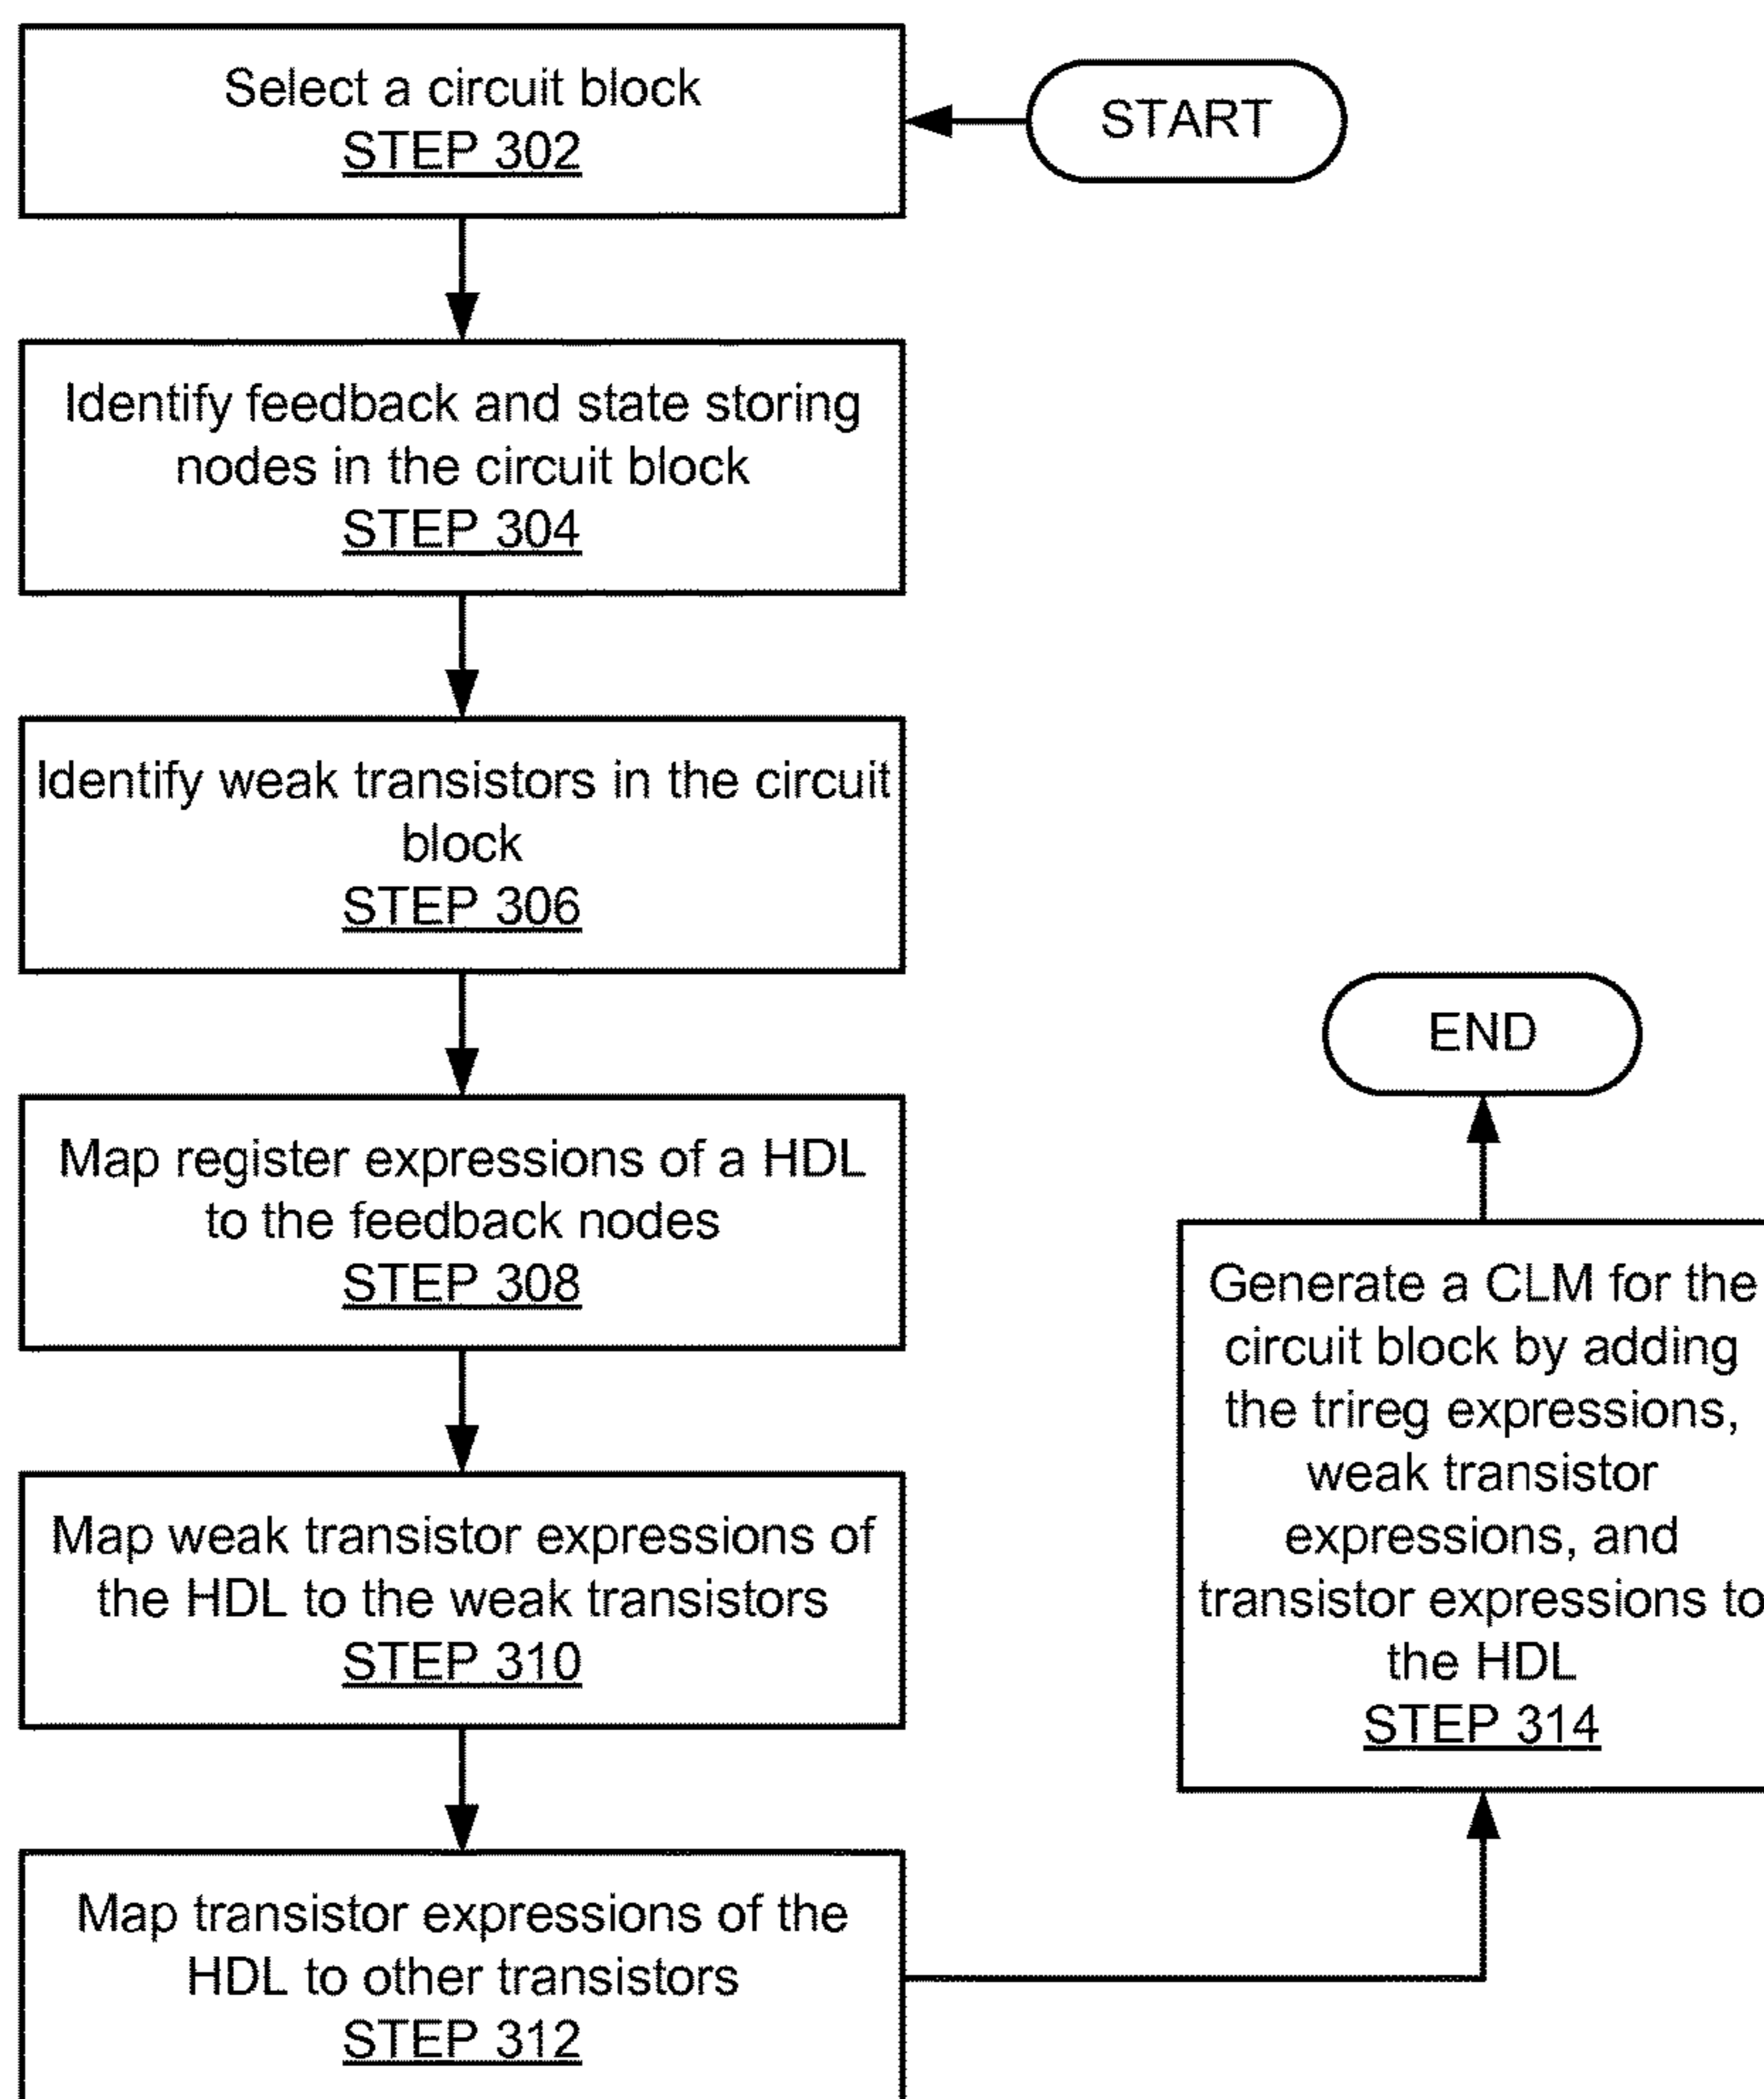 START
Select a circuit block
STEP 302
Identify feedback and state storing
nodes in the circuit block
STEP 304
Identify weak transistors in the circuit
block
STEP 306
Map register expressions of a HDL
to the feedback nodes
STEP 308
Map weak transistor expressions of
the HDL to the weak transistors
STEP 310
Map transistor expressions of the
HDL to other transistors
STEP 312
Generate a CLM for the
circuit block by adding
the trireg expressions,
weak transistor
expressions, and
transistor expressions to
the HDL
STEP 314
END